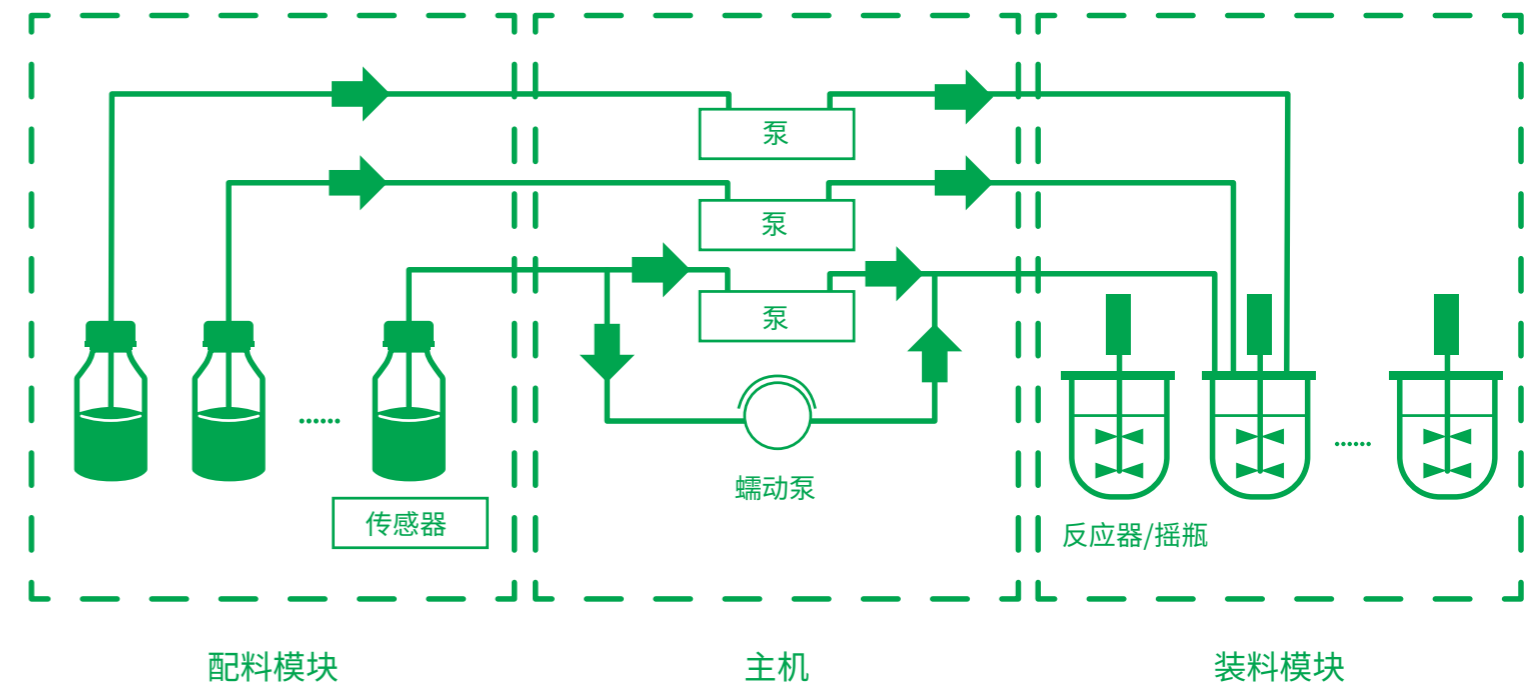 泵
泵
泵
蠕动泵
传感器
反应器/摇瓶
配料模块
主机
装料模块